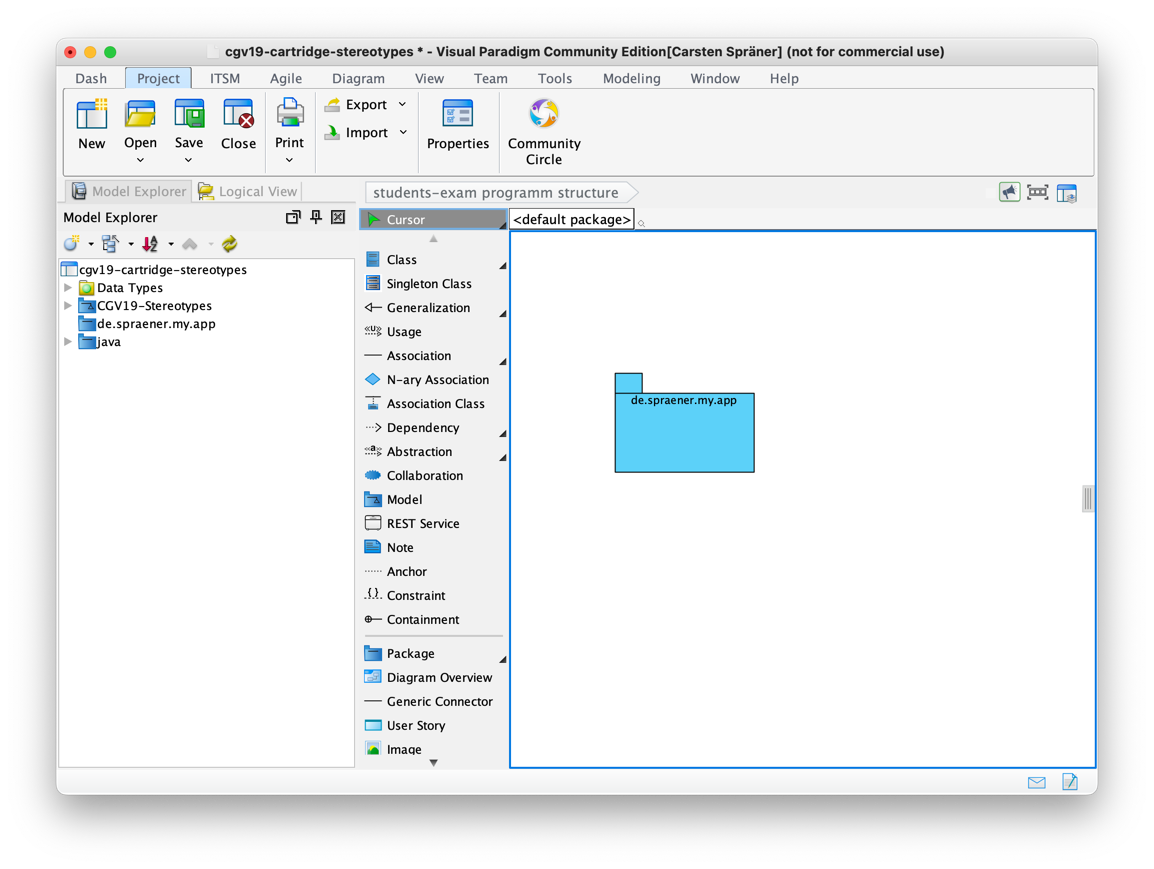 cgv19-cartridge-stereotypes * - Visual Paradigm Community Edition[Carsten Spräner] (not for commercial use)
Dash Project ITSM Agile Diagram View Team Tools Modeling Window Help
New Open Save Close Print Export Import Properties Community Circle
Model Explorer Logical View students-exam programm structure
Model Explorer
Cursor <default package>
cgv19-cartridge-stereotypes
Data Types
CGV19-Stereotypes
de.spraener.my.app
java
Class
Singleton Class
Generalization
Usage
Association
N-ary Association
Association Class
Dependency
Abstraction
Collaboration
Model
REST Service
Note
Anchor
Constraint
Containment
Package
Diagram Overview
Generic Connector
User Story
Image
de.spraener.my.app